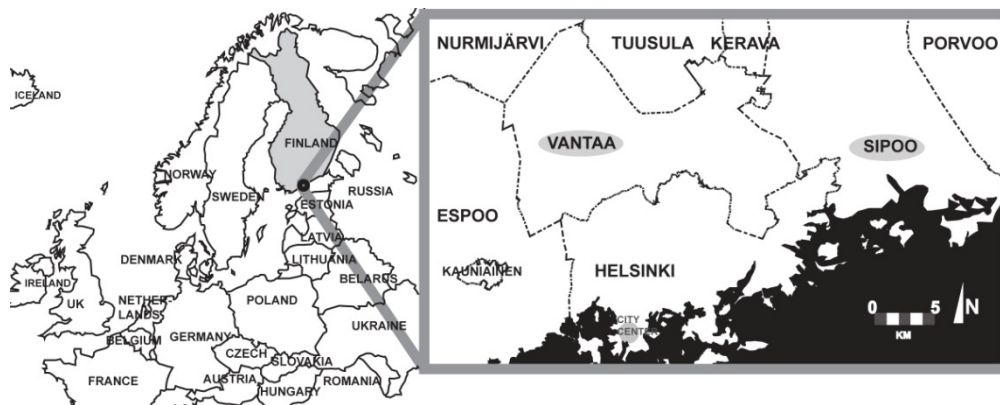 ICELAND
FINLAND
NORWAY
SWEDEN
RUSSIA
ESTONIA
LATVIA
LITHUANIA
DENMARK
BELARUS
IRELAND
UK
NETHER
LANDS
POLAND
BELGIUM
GERMANY
UKRAINE
CZECH
SLOVAKIA
FRANCE
AUSTRIA
HUNGARY
ROMANIA
NURMIJÄRVI
TUUSULA
KERAVA
PORVOO
VANTAA
SIPOO
ESPOO
KAUNIAINEN
HELSINKI
CITY
CENTER
0 5
KM
N